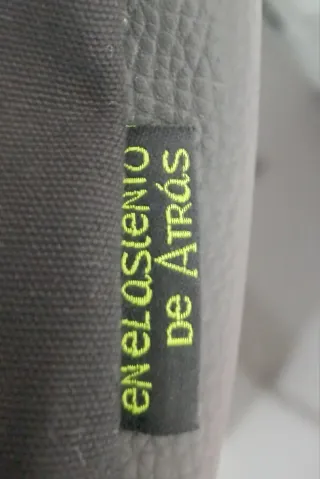 EN EL ASIENTO
DE ATRÁS